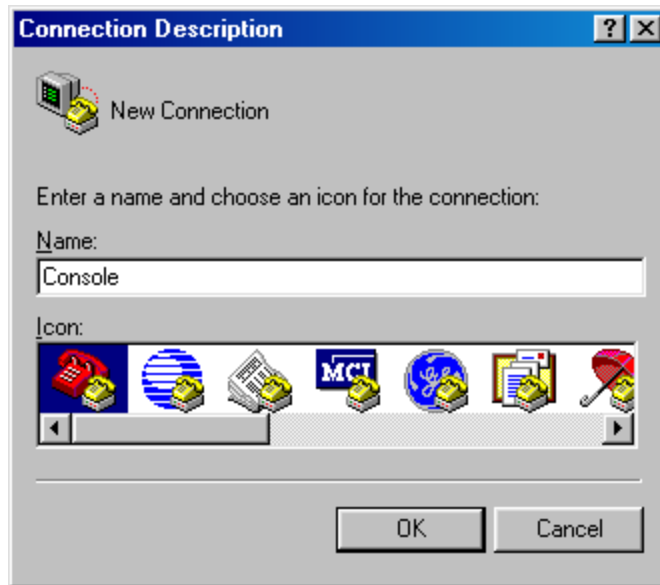 Connection Description
New Connection
Enter a name and choose an icon for the connection:
Name:
Console
Icon:
MCI
OK Cancel